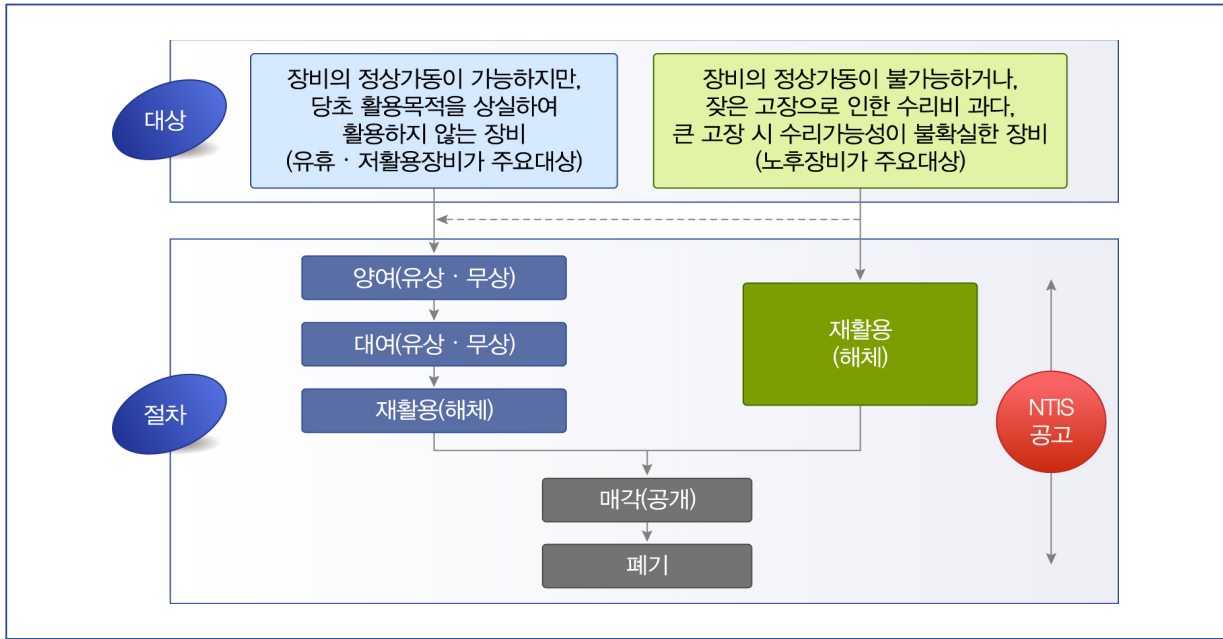 대상
장비의 정상가동이 가능하지만,
당초 활용목적을 상실하여
활용하지 않는 장비
(유휴 · 저활용장비가 주요대상)
장비의 정상가동이 불가능하거나,
잦은 고장으로 인한 수리비 과다,
큰 고장 시 수리가능성이 불확실한 장비
(노후장비가 주요대상)
절차
양여(유상 · 무상)
대여(유상 · 무상)
재활용(해체)
재활용
(해체)
매각(공개)
폐기
NTIS
공고